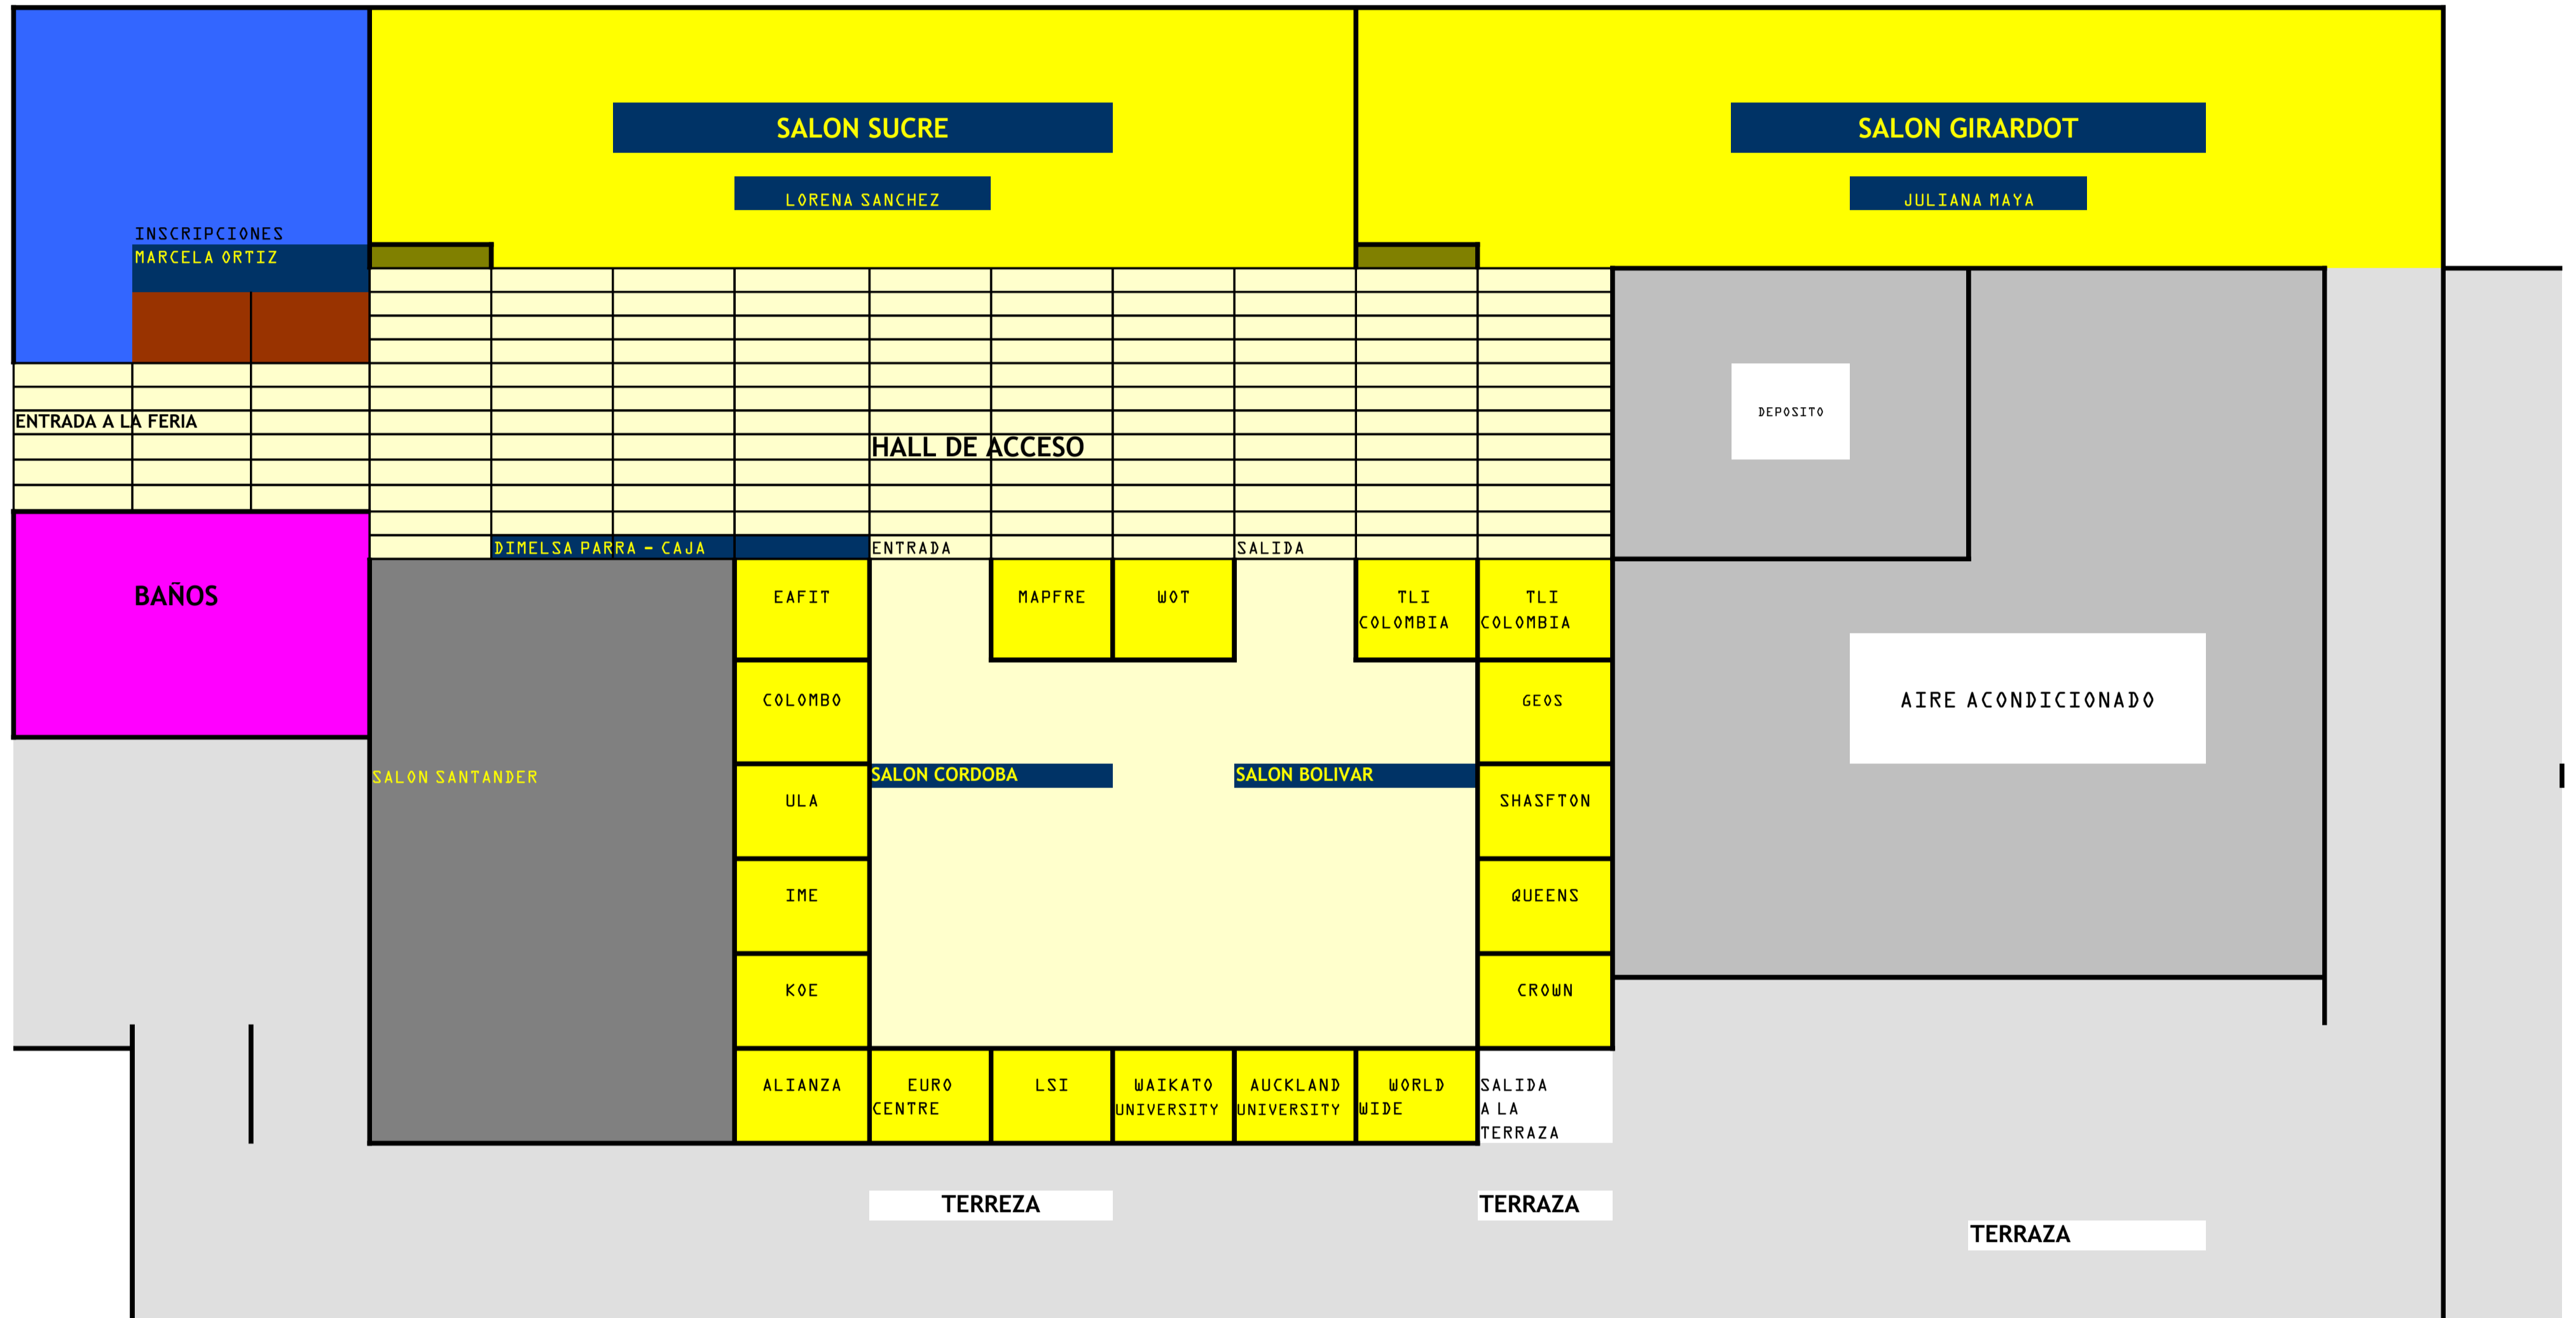 SALON SUCRE
SALON GIRARDOT
LORENA SANCHEZ
JULIANA MAYA
INSCRIPCIONES
MARCELA ORTIZ
DEPOSITO
ENTRADA A LA FERIA
HALL DE ACCESO
DIMELSA PARRA - CAJA
ENTRADA
SALIDA
BAÑOS
EAFIT
MAPFRE
WOT
TLI
COLOMBIA
TLI
COLOMBIA
COLOMBO
GEOS
AIRE ACONDICIONADO
SALON SANTANDER
SALON CORDOBA
SALON BOLIVAR
ULA
SHASFTON
IME
QUEENS
KOE
CROWN
ALIANZA
EURO
CENTRE
LSI
WAIKATO
UNIVERSITY
AUCKLAND
UNIVERSITY
WORLD
WIDE
SALIDA
A LA
TERRAZA
TERREZA
TERRAZA
TERRAZA